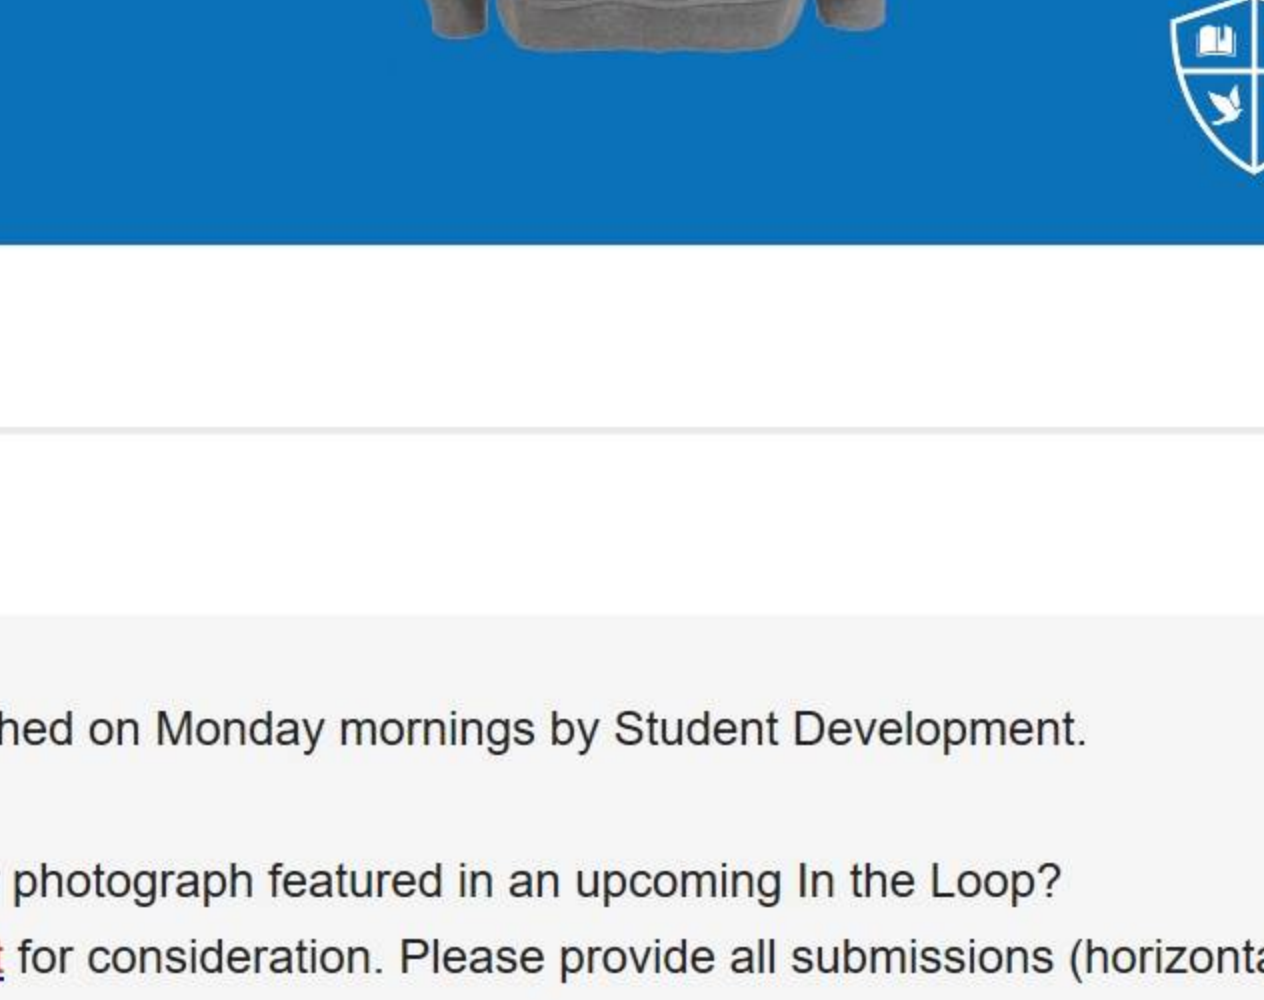 hed on Monday mornings by Student Development.
photograph featured in an upcoming In the Loop?
for consideration. Please provide all submissions (horizonta